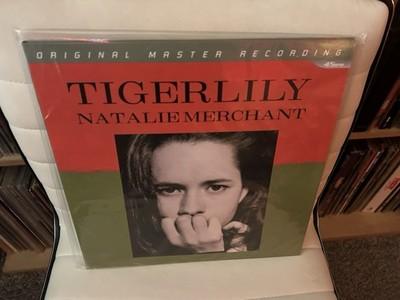 ORIGINAL MASTER RECORDING
TIGERLILY
NATALIE MERCHANT